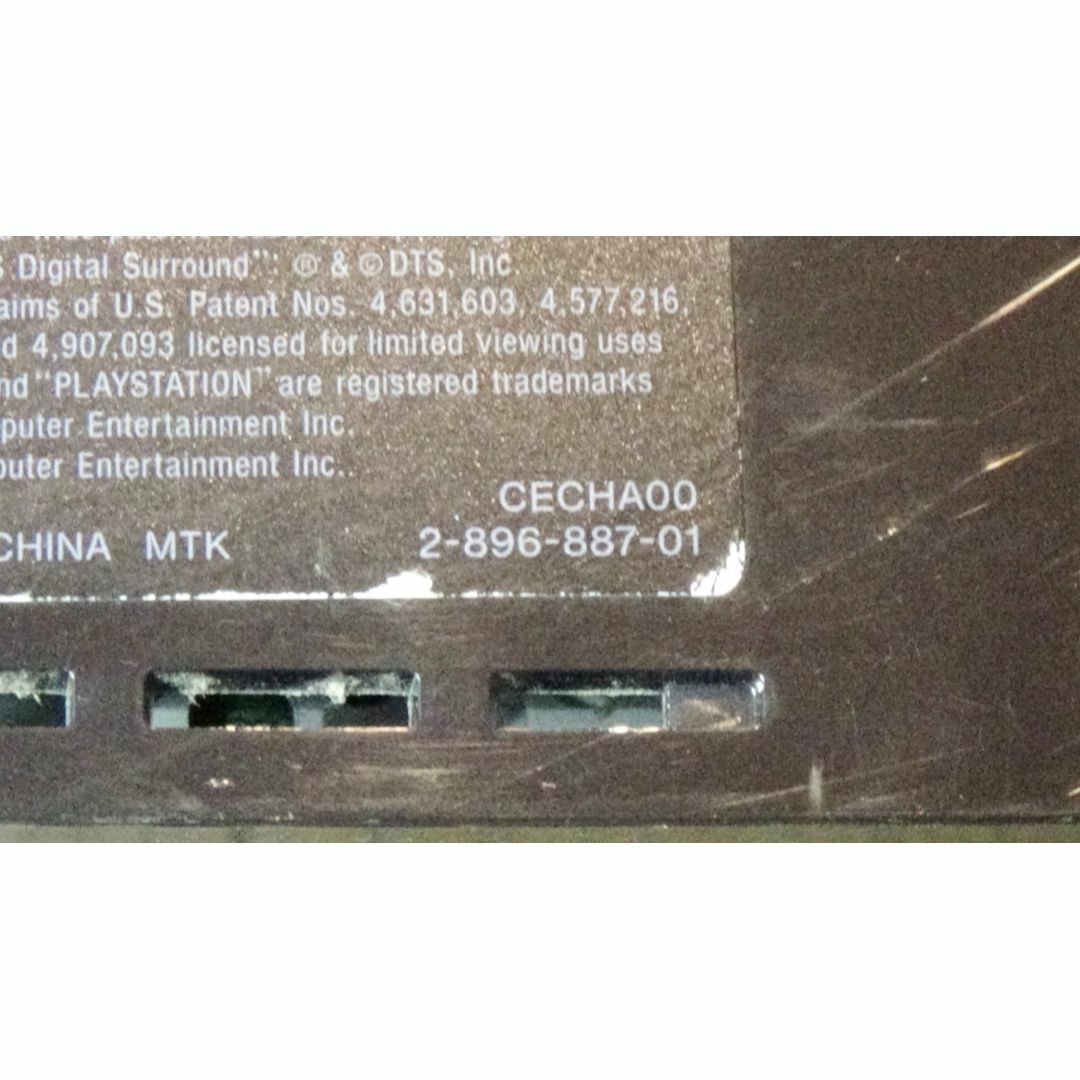 Digital Surround": ® & © DTS, Inc.
aims of U.S. Patent Nos. 4,631,603, 4,577,216,
4,907,093 licensed for limited viewing uses
nd "PLAYSTATION" are registered trademarks
puter Entertainment Inc.
puter Entertainment Inc..
CECHA00
CHINA MTK 2-896-887-01